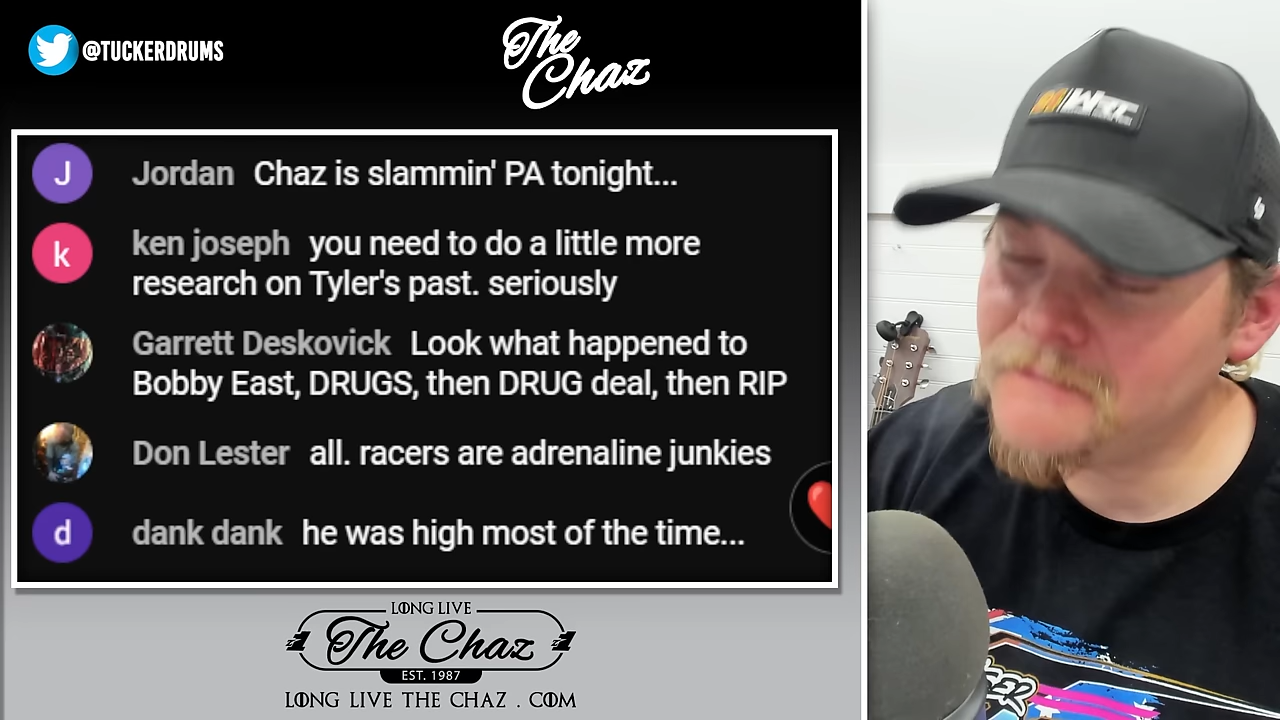 @TUCKERDRUMS
The
Chaz
J Jordan Chaz is slammin' PA tonight...
k ken joseph you need to do a little more
research on Tyler's past. seriously
Garrett Deskovick Look what happened to
Bobby East, DRUGS, then DRUG deal, then RIP
Don Lester all. racers are adrenaline junkies
d dank dank he was high most of the time...
LONG LIVE
The Chaz
EST. 1987
LONG LIVE THE CHAZ . COM